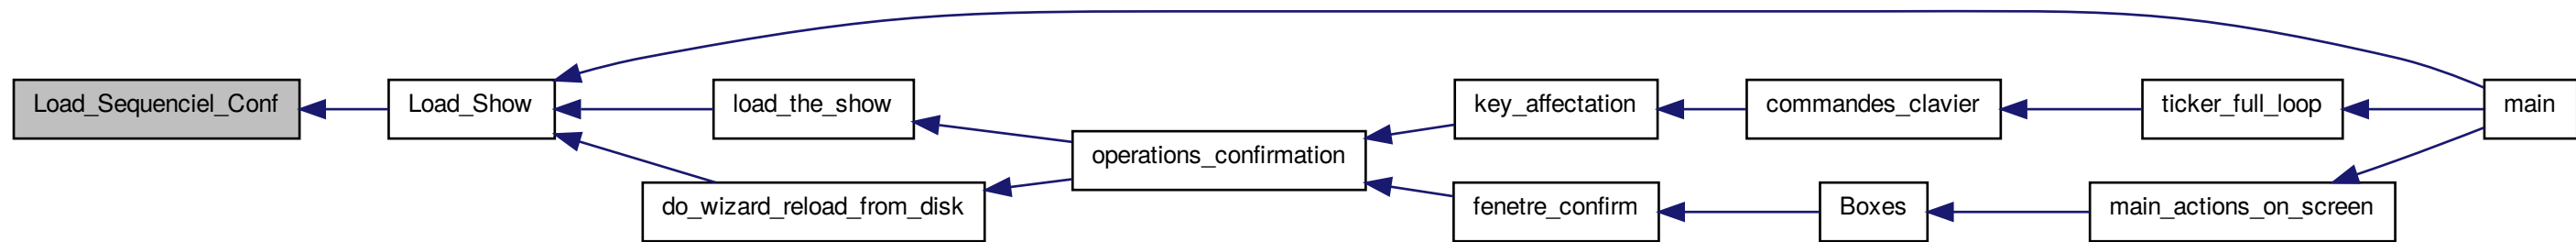 Load_Sequenciel_Conf
Load_Show
load_the_show
do_wizard_reload_from_disk
operations_confirmation
key_affectation
fenetre_confirm
commandes_clavier
Boxes
ticker_full_loop
main_actions_on_screen
main